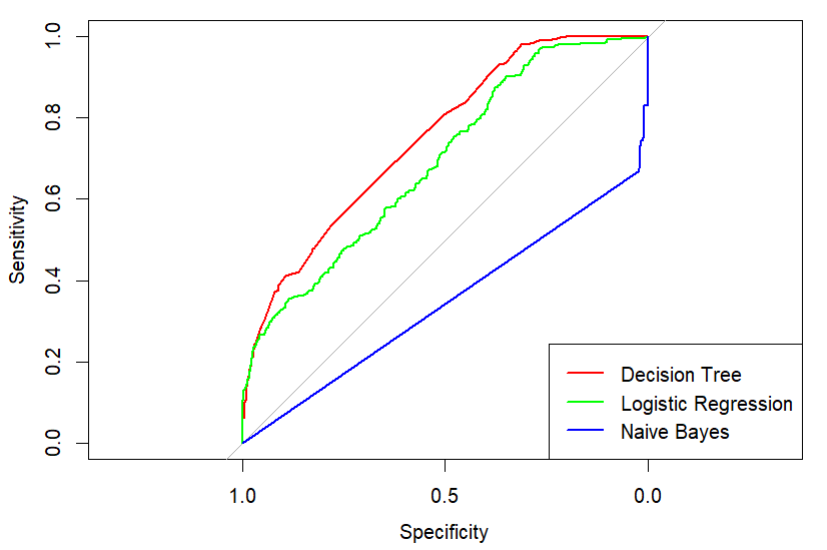 1.0
0.8
0.6
0.4
0.2
0.0
Sensitivity
1.0 0.5 0.0
Specificity
Decision Tree
Logistic Regression
Naive Bayes